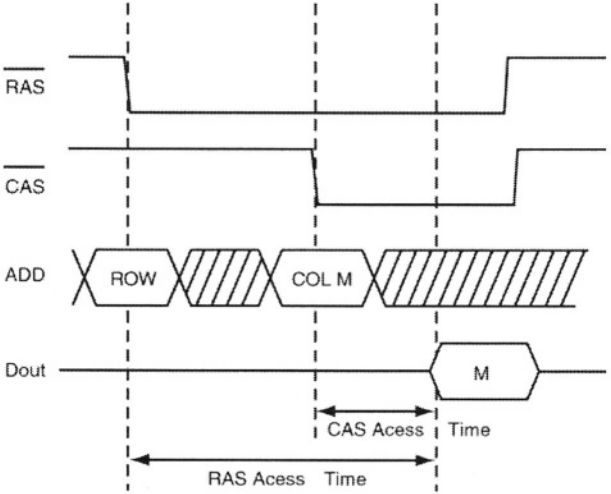 RAS
CAS
ADD ROW COL M
Dout M
CAS Acess Time
RAS Acess Time